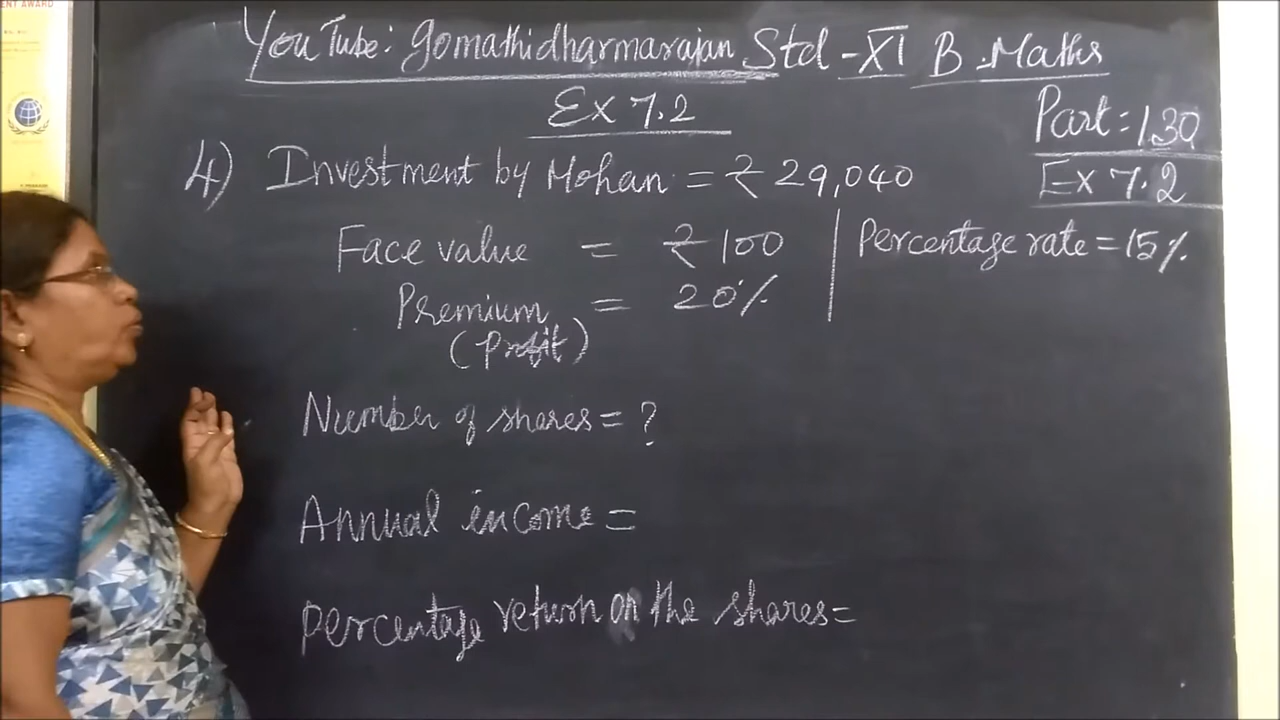 ENT AWARD
YouTube: gomathidharmarajan Std -XI B.Maths
Ex 7.2
Part:130
Ex 7.2
4) Investment by Mohan = ₹ 29,040
Face value = ₹ 100
Percentage rate = 15%
Premium = 20%
(Profit)
Number of shares = ?
Annual income =
Percentage return on the shares =